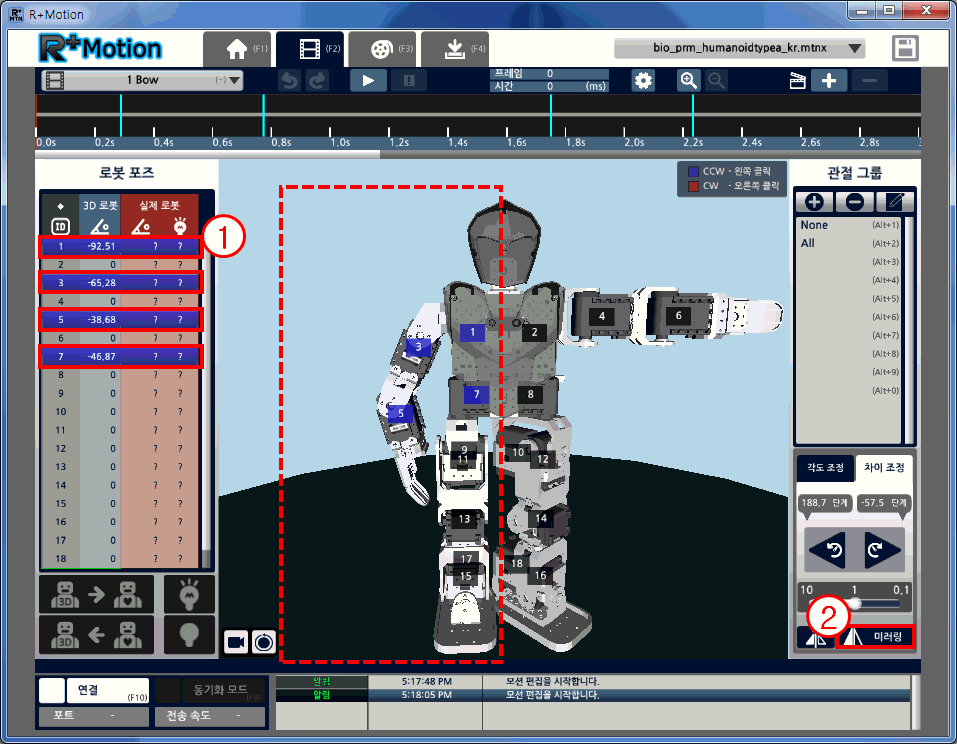 R+Motion
R+Motion
(F1)
(F2)
(F3)
(F4)
bio_prm_humanoidtypea_kr.mtnx
1 Bow
(~)
프레임 0
시간 0 (ms)
0.0s 0.2s 0.4s 0.6s 0.8s 1.0s 1.2s 1.4s 1.6s 1.8s 2.0s 2.2s 2.4s 2.6s 2.8s
로봇 포즈
3D 로봇 실제 로봇
ID
1 -92.51 ? ?
2 0 ? ?
3 -65.28 ? ?
4 0 ? ?
5 -38.68 ? ?
6 0 ? ?
7 -46.87 ? ?
8 0 ? ?
9 0 ? ?
10 0 ? ?
11 0 ? ?
12 0 ? ?
13 0 ? ?
14 0 ? ?
15 0 ? ?
16 0 ? ?
17 0 ? ?
18 0 ? ?
1
3D
3D
CCW - 왼쪽 클릭
CW - 오른쪽 클릭
4
6
1
2
3
7
8
5
9
10
11
12
13
14
17
18
15
16
관절 그룹
None (Alt+1)
All (Alt+2)
(Alt+3)
(Alt+4)
(Alt+5)
(Alt+6)
(Alt+7)
(Alt+8)
(Alt+9)
(Alt+0)
각도 조정
차이 조정
188.7 단계
-57.5 단계
10 1 0.1
2
미러링
연결
(F10)
동기화 모드
(F9)
포트 -
전송 속도 -
알림 5:17:48 PM 모션 편집을 시작합니다.
알림 5:18:05 PM 모션 편집을 시작합니다.